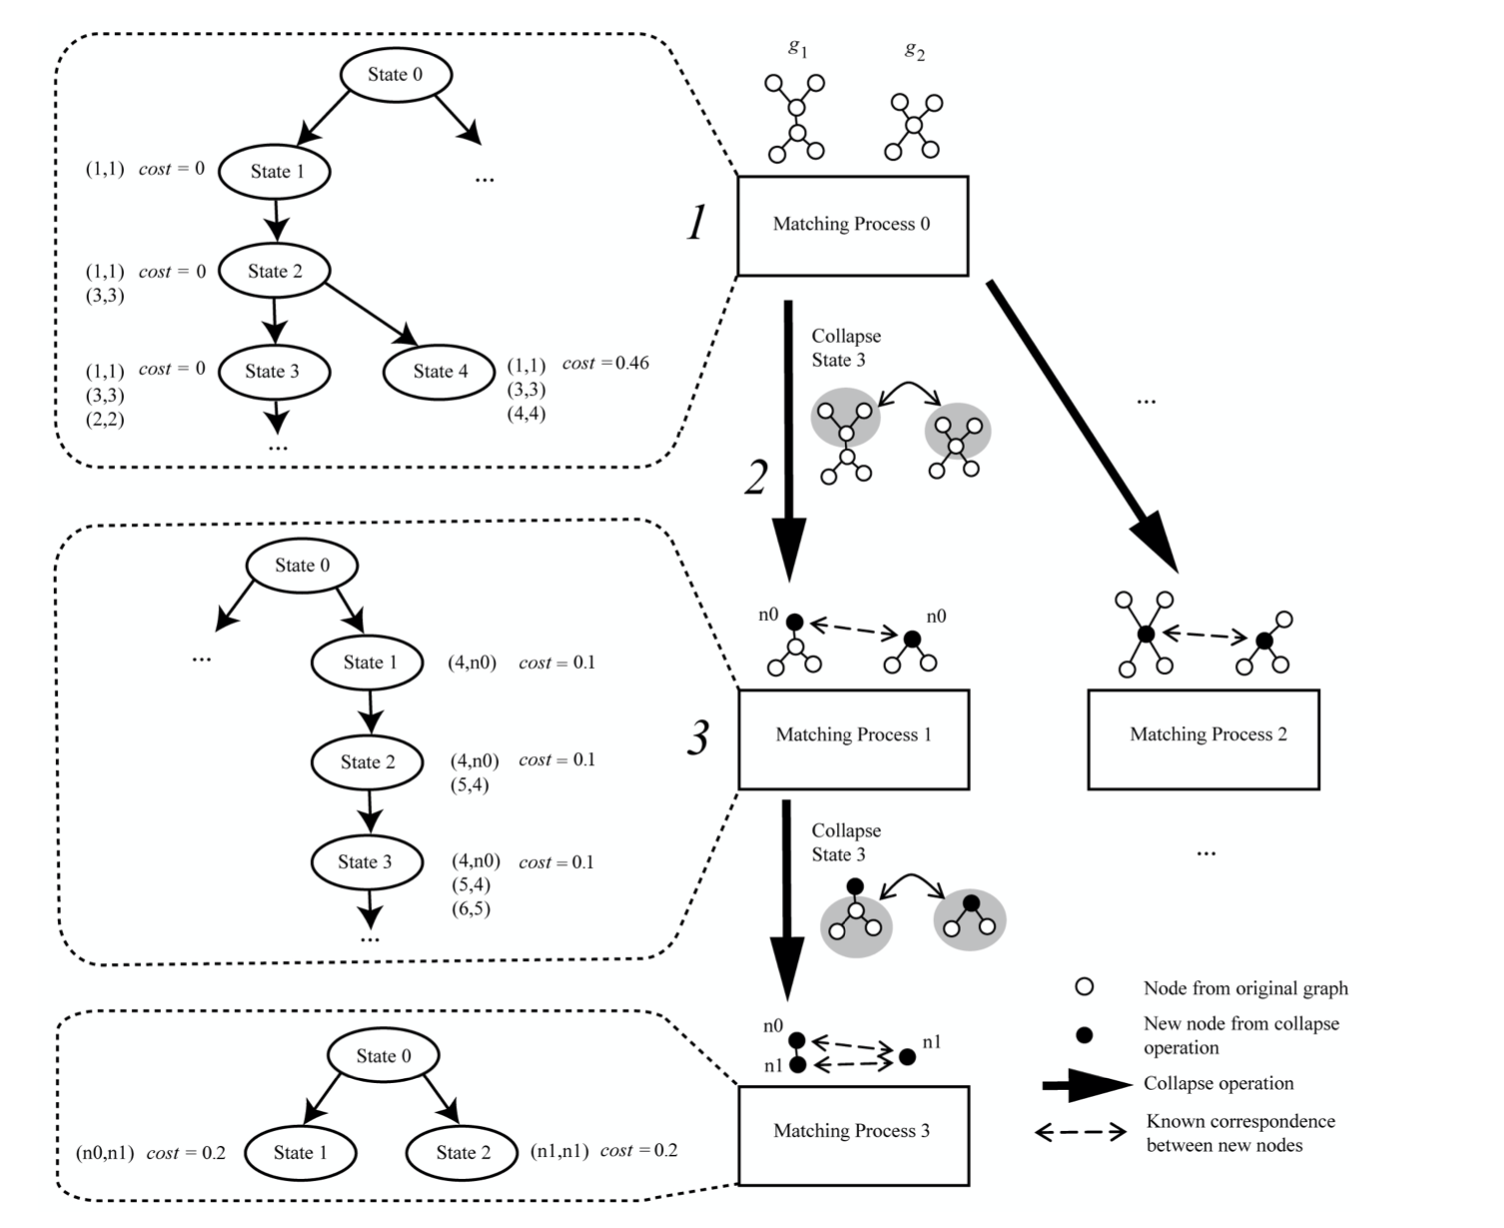 g1
g2
State 0
(1,1) cost = 0
State 1
...
1
Matching Process 0
(1,1) cost = 0
(3,3)
State 2
(1,1) cost = 0
(3,3)
(2,2)
State 3
State 4
(1,1) cost =0.46
(3,3)
(4,4)
...
Collapse
State 3
...
2
State 0
...
State 1
(4,n0) cost = 0.1
State 2
(4,n0) cost = 0.1
(5,4)
State 3
(4,n0) cost = 0.1
(5,4)
(6,5)
...
n0
n0
3
Matching Process 1
Matching Process 2
...
Collapse
State 3
n0
n1
n1
State 0
(n0,n1) cost = 0.2
State 1
State 2
(n1,n1) cost =0.2
Matching Process 3
Node from original graph
New node from collapse
operation
Collapse operation
Known correspondence
between new nodes